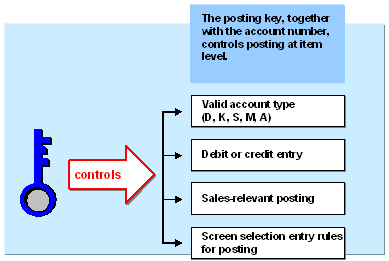 The posting key, together
with the account number,
controls posting at item
level.
controls
Valid account type
(D, K, S, M, A)
Debit or credit entry
Sales-relevant posting
Screen selection entry rules
for posting